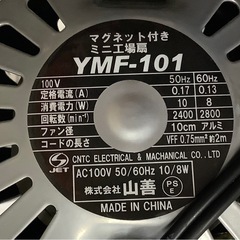 マグネット付き
ミニ工場扇
YMF-101
100V 50Hz 60Hz
定格電流(A) 0.17 0.13
消費電力(W) 10 8
回転数(min⁻¹) 2400 2800
ファン径 10cm アルミ
コードの長さ VFF 0.75mm² 約2m
S JET CNTC ELECTRICAL & MACHANICAL CO.,LTD
AC100V 50/60Hz 10/8W
株式会社 山善 PS E
MADE IN CHINA